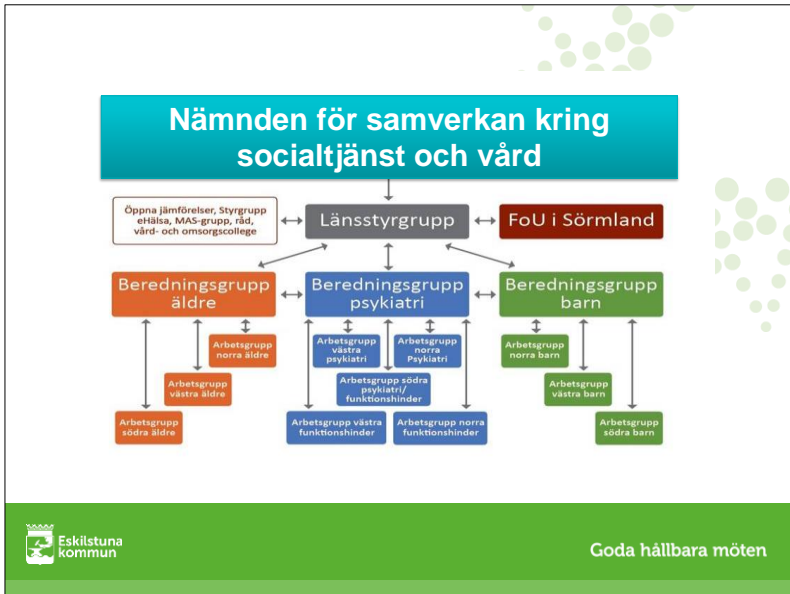 Nämnden för samverkan kring
socialtjänst och vård
Öppna jämförelser, Styrgrupp
eHälsa, MAS-grupp, råd,
vård- och omsorgscollege
Länsstyrgrupp
FoU i Sörmland
Beredningsgrupp
äldre
Beredningsgrupp
psykiatri
Beredningsgrupp
barn
Arbetsgrupp
norra äldre
Arbetsgrupp
västra äldre
Arbetsgrupp
södra äldre
Arbetsgrupp
västra
psykiatri
Arbetsgrupp
norra
Psykiatri
Arbetsgrupp södra
psykiatri/
funktionshinder
Arbetsgrupp västra
funktionshinder
Arbetsgrupp norra
funktionshinder
Arbetsgrupp
norra barn
Arbetsgrupp
västra barn
Arbetsgrupp
södra barn
Eskilstuna
kommun
Goda hållbara möten